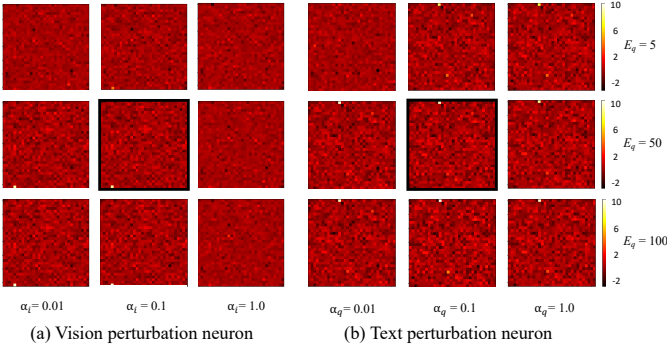 10
6
2
-2
E_q = 5
10
6
2
-2
E_q = 50
10
6
2
-2
E_q = 100
α_i = 0.01 α_i = 0.1 α_i = 1.0 α_q = 0.01 α_q = 0.1 α_q = 1.0
(a) Vision perturbation neuron (b) Text perturbation neuron